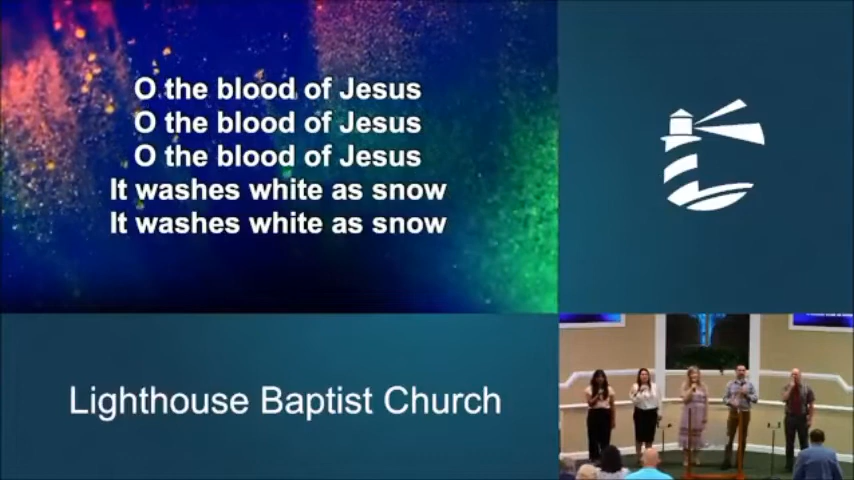 O the blood of Jesus
O the blood of Jesus
O the blood of Jesus
It washes white as snow
It washes white as snow
Lighthouse Baptist Church